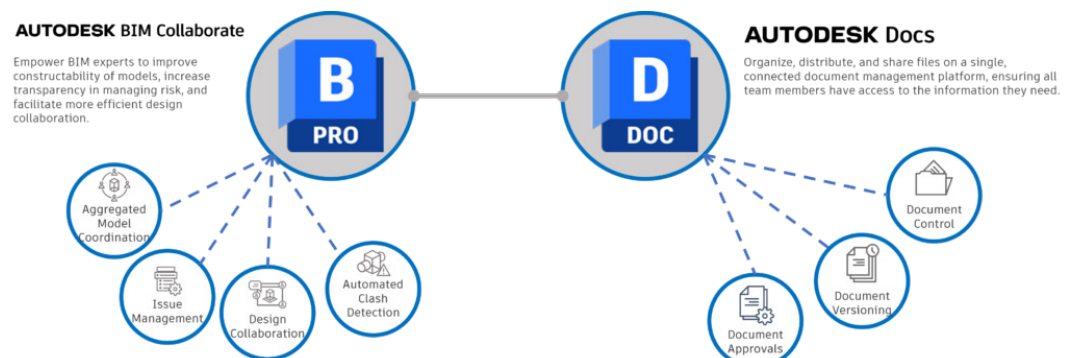 AUTODESK BIM Collaborate
Empower BIM experts to improve
constructability of models, increase
transparency in managing risk, and
facilitate more efficient design
collaboration.
B
PRO
D
DOC
AUTODESK Docs
Organize, distribute, and share files on a single,
connected document management platform, ensuring all
team members have access to the information they need.
Aggregated
Model
Coordination
Issue
Management
Design
Collaboration
Automated
Clash
Detection
Document
Approvals
Document
Versioning
Document
Control